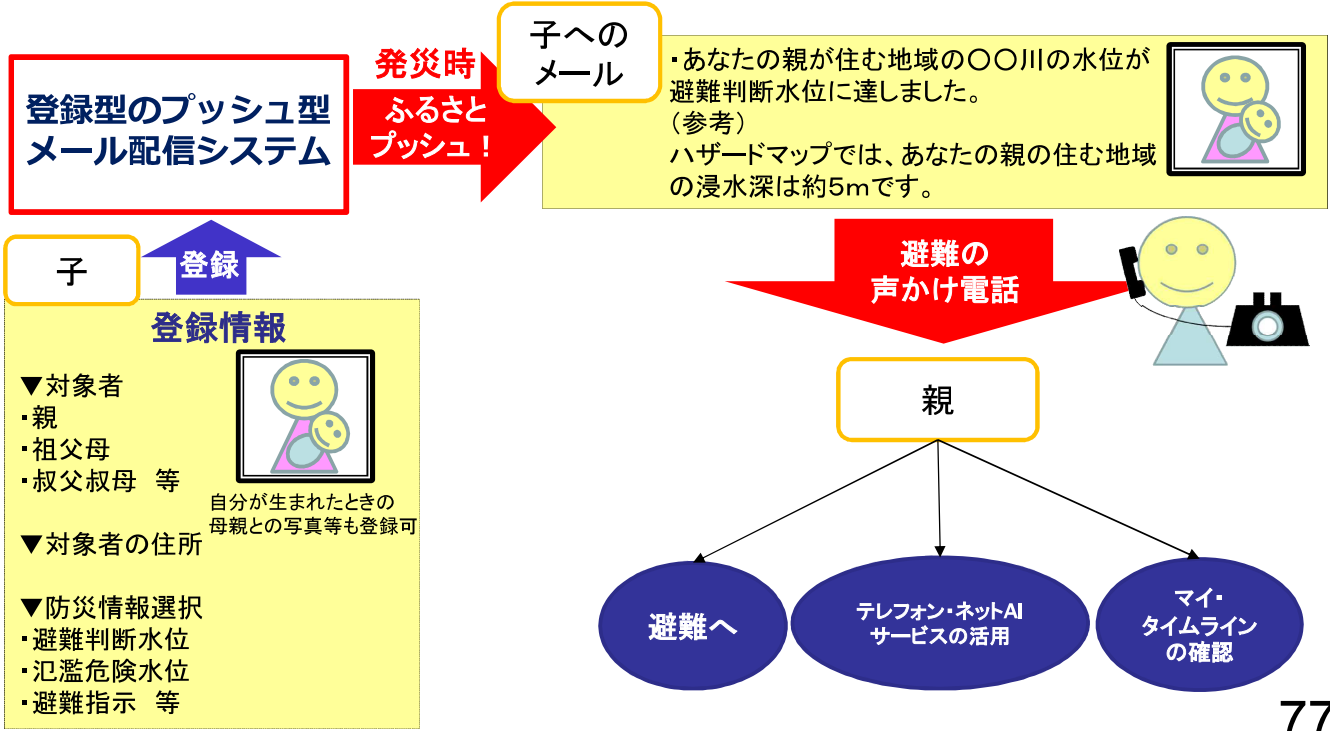 登録型のプッシュ型
メール配信システム
発災時
ふるさと
プッシュ！
子への
メール
・あなたの親が住む地域の〇〇川の水位が
避難判断水位に達しました。
（参考）
ハザードマップでは、あなたの親の住む地域
の浸水深は約５ｍです。
子
登録
登録情報
▼対象者
・親
・祖父母
・叔父叔母　等
自分が生まれたときの
母親との写真等も登録可
▼対象者の住所
▼防災情報選択
・避難判断水位
・氾濫危険水位
・避難指示　等
避難の
声かけ電話
親
避難へ
テレフォン・ネットAI
サービスの活用
マイ・
タイムライン
の確認
77